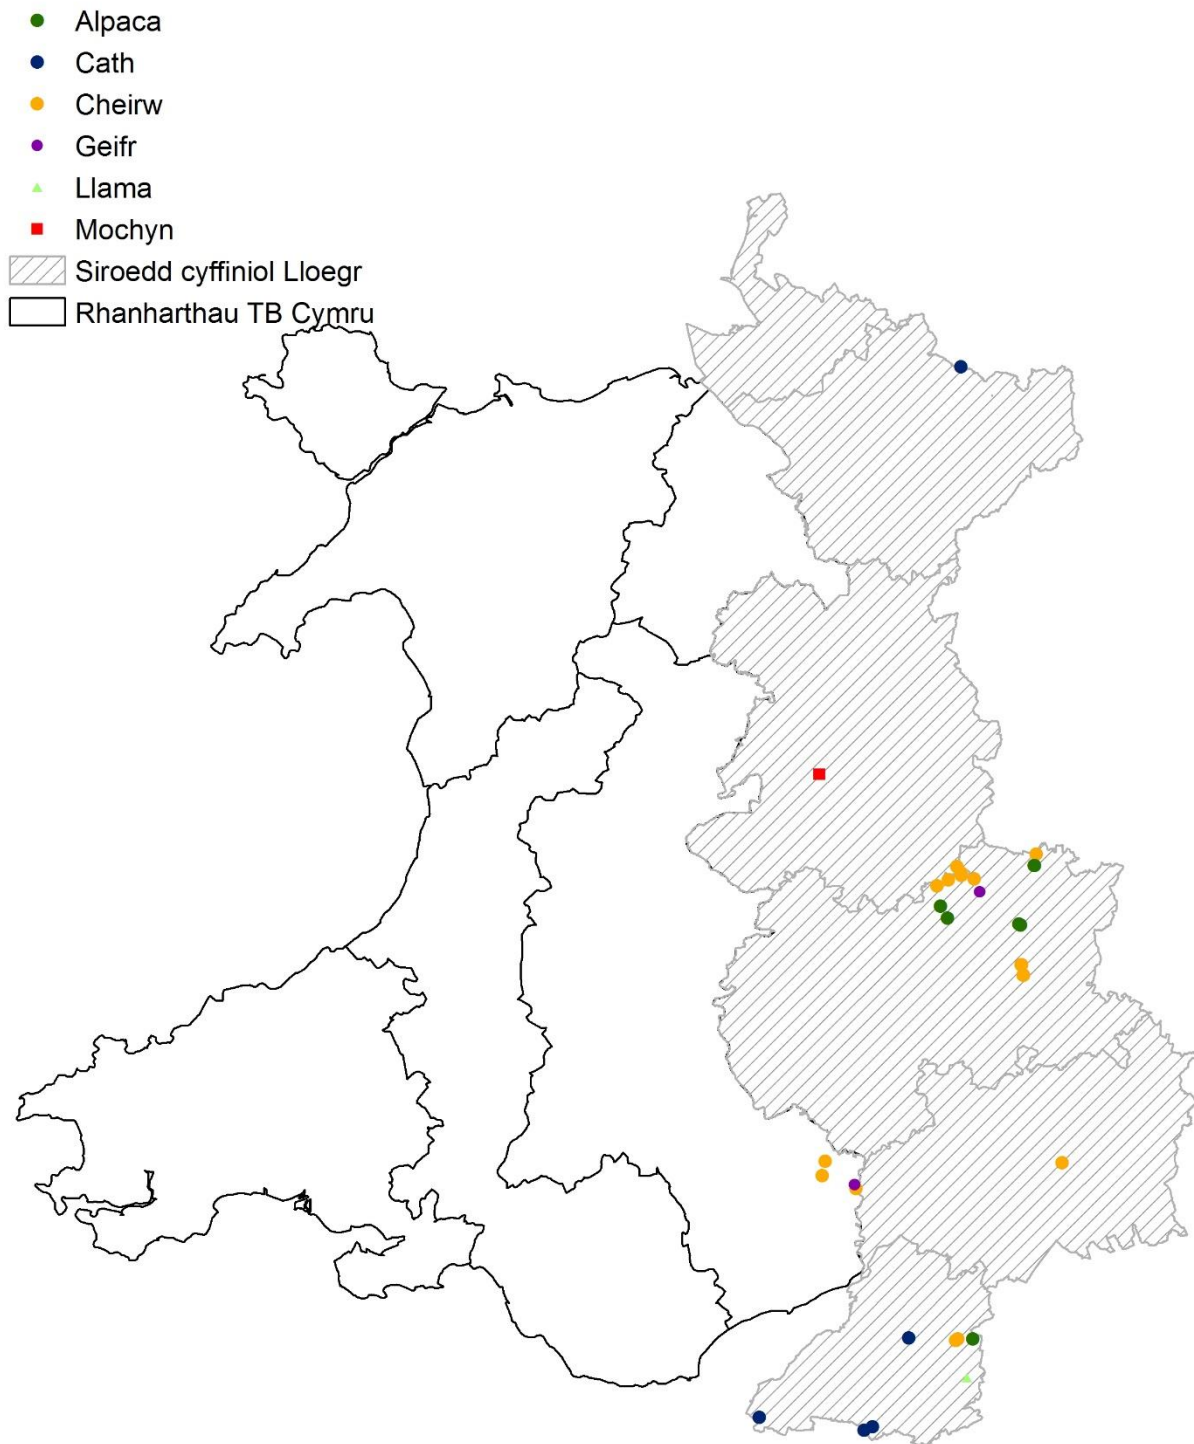 Alpaca
Cath
Cheirw
Geifr
Llama
Mochyn
Siroedd cyffiniol Lloegr
Rhanharthau TB Cymru